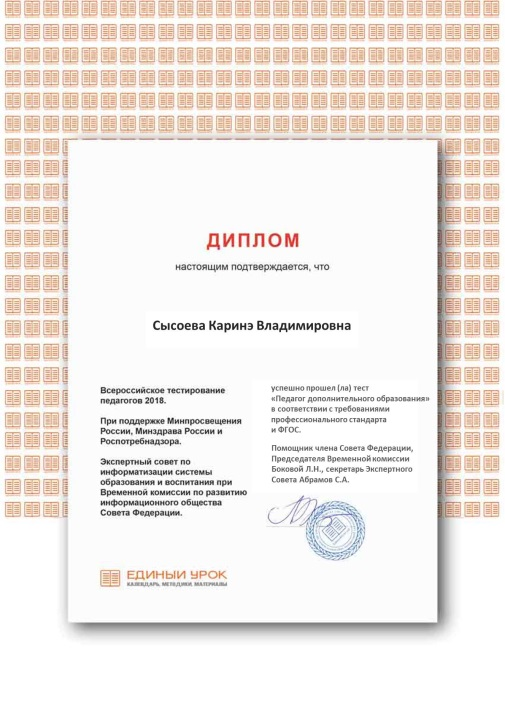 ДИПЛОМ
настоящим подтверждается, что
Сысоева Каринэ Владимировна
Всероссийское тестирование
педагогов 2018.
При поддержке Минпросвещения
России, Минздрава России и
Роспотребнадзора.
Экспертный совет по
информатизации системы
образования и воспитания при
Временной комиссии по развитию
информационного общества
Совета Федерации.
успешно прошел (ла) тест
«Педагог дополнительного образования»
в соответствии с требованиями
профессионального стандарта
и ФГОС.
Помощник члена Совета Федерации,
Председателя Временной комиссии
Боковой Л.Н., секретарь Экспертного
Совета Абрамов С.А.
ЕДИНЫЙ УРОК
КАЛЕНДАРЬ, МЕТОДИКИ, МАТЕРИАЛЫ